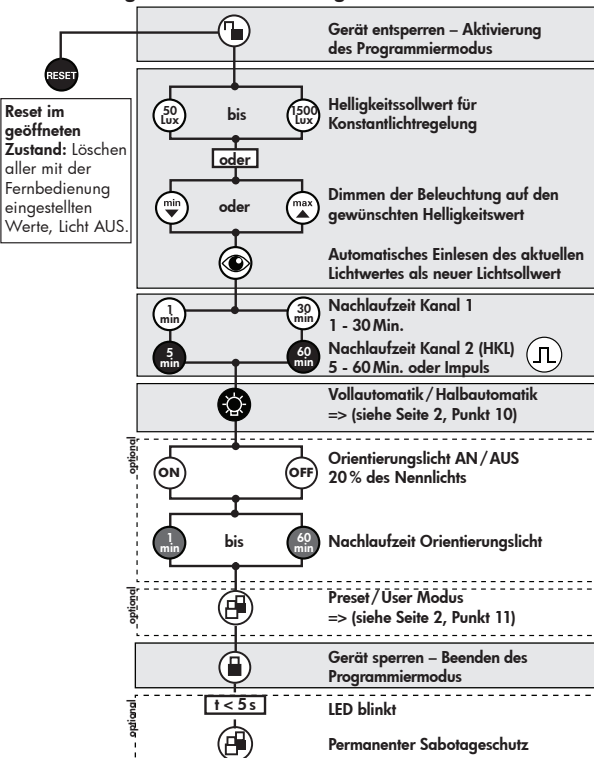 Gerät entsperren – Aktivierung
des Programmiermodus
RESET
Reset im
geöffneten
Zustand: Löschen
aller mit der
Fernbedienung
eingestellten
Werte, Licht AUS.
50
Lux
bis
1500
Lux
Helligkeitssollwert für
Konstantlichtregelung
oder
min
oder
max
Dimmen der Beleuchtung auf den
gewünschten Helligkeitswert
Automatisches Einlesen des aktuellen
Lichtwertes als neuer Lichtsollwert
1
min
30
min
Nachlaufzeit Kanal 1
1 - 30 Min.
5
min
60
min
Nachlaufzeit Kanal 2 (HKL)
5 - 60 Min. oder Impuls
Vollautomatik / Halbautomatik
=> (siehe Seite 2, Punkt 10)
optional
ON
OFF
Orientierungslicht AN / AUS
20 % des Nennlichts
1
min
bis
60
min
Nachlaufzeit Orientierungslicht
optional
Preset / User Modus
=> (siehe Seite 2, Punkt 11)
Gerät sperren – Beenden des
Programmiermodus
optional
t < 5 s
LED blinkt
Permanenter Sabotageschutz